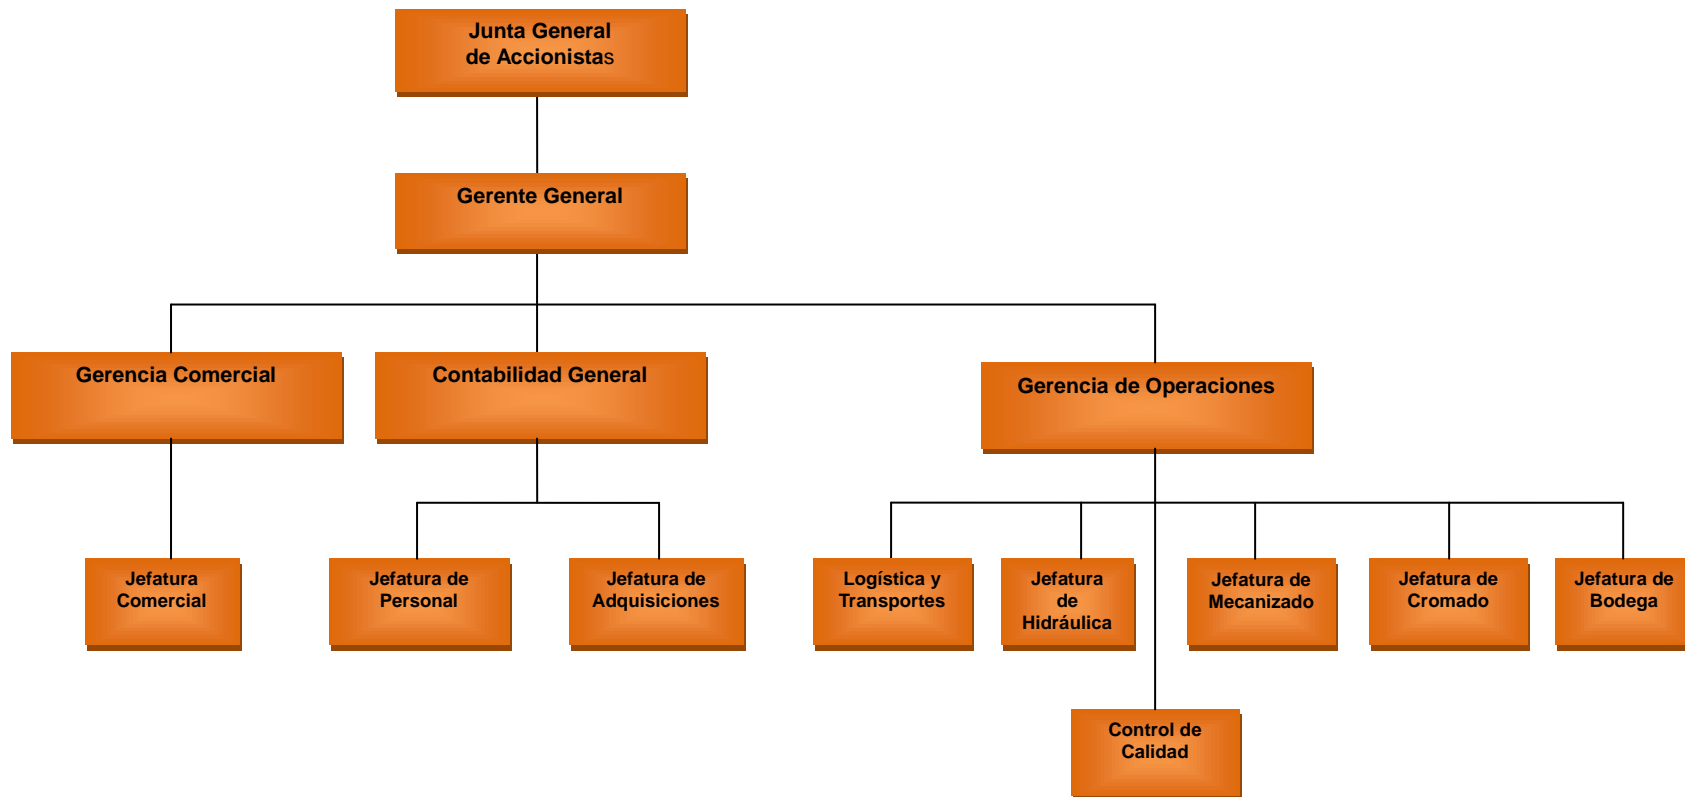 Junta General
de Accionistas
Gerente General
Gerencia Comercial
Contabilidad General
Gerencia de Operaciones
Jefatura
Comercial
Jefatura de
Personal
Jefatura de
Adquisiciones
Logística y
Transportes
Jefatura
de
Hidráulica
Jefatura de
Mecanizado
Jefatura de
Cromado
Jefatura de
Bodega
Control de
Calidad